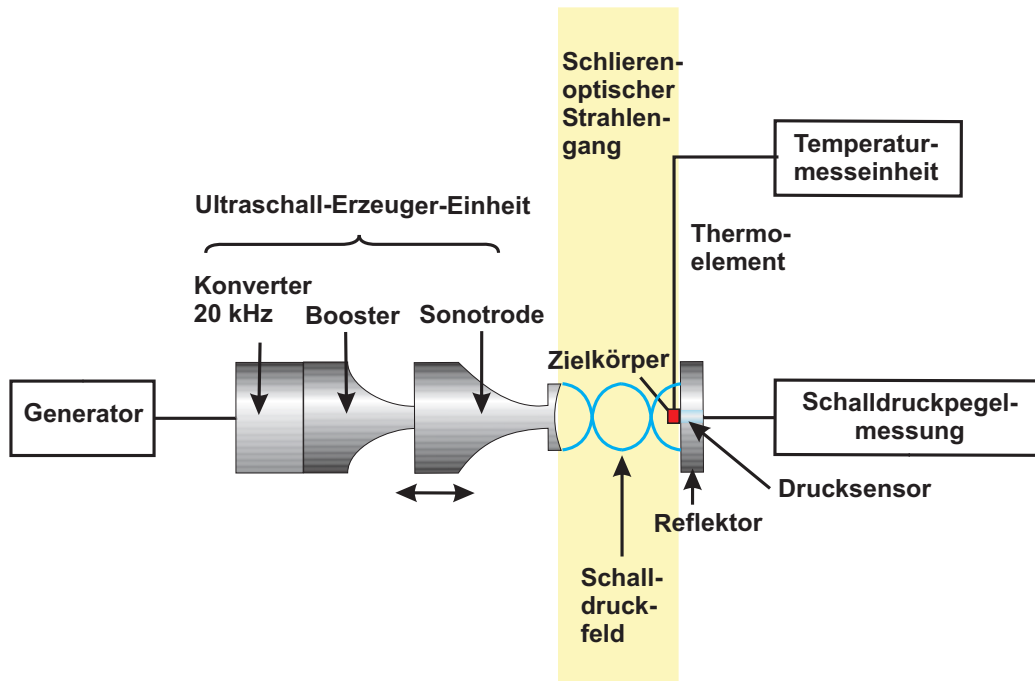 Schlieren-
optischer
Strahlen-
gang
Temperatur-
messeinheit
Ultraschall-Erzeuger-Einheit
Thermo-
element
Konverter
20 kHz
Booster
Sonotrode
Zielkörper
Generator
Schalldruckpegel-
messung
Drucksensor
Reflektor
Schall-
druck-
feld